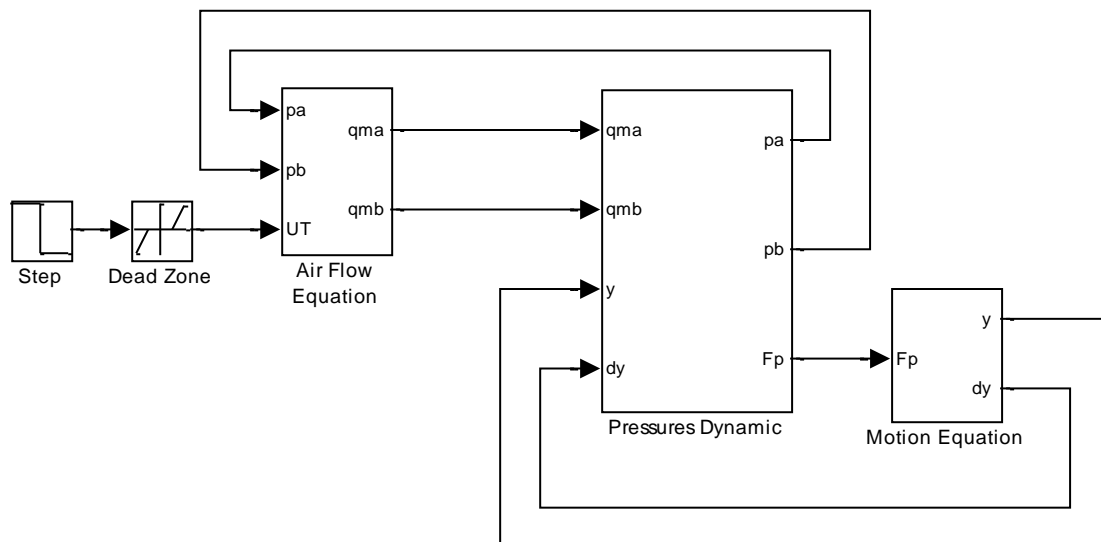 pa
pb
UT
qma
qmb
Air Flow
Equation
Step
Dead Zone
qma
qmb
y
dy
pa
pb
Fp
Pressures Dynamic
Fp
y
dy
Motion Equation